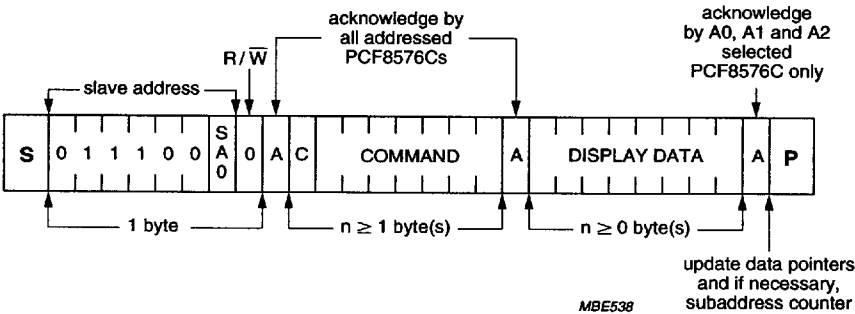 acknowledge by
all addressed
PCF8576Cs
acknowledge
by A0, A1 and A2
selected
PCF8576C only
R/W̅
slave address
S 0 1 1 1 0 0 SA0 0 A C COMMAND A DISPLAY DATA A P
1 byte
n ≥ 1 byte(s)
n ≥ 0 byte(s)
update data pointers
and if necessary,
subaddress counter
MBE538